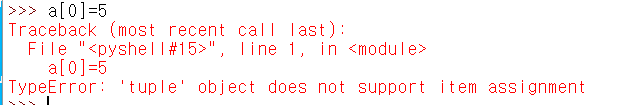 >>> a[0]=5
Traceback (most recent call last):
  File "<pyshell#15>", line 1, in <module>
    a[0]=5
TypeError: 'tuple' object does not support item assignment
>>>